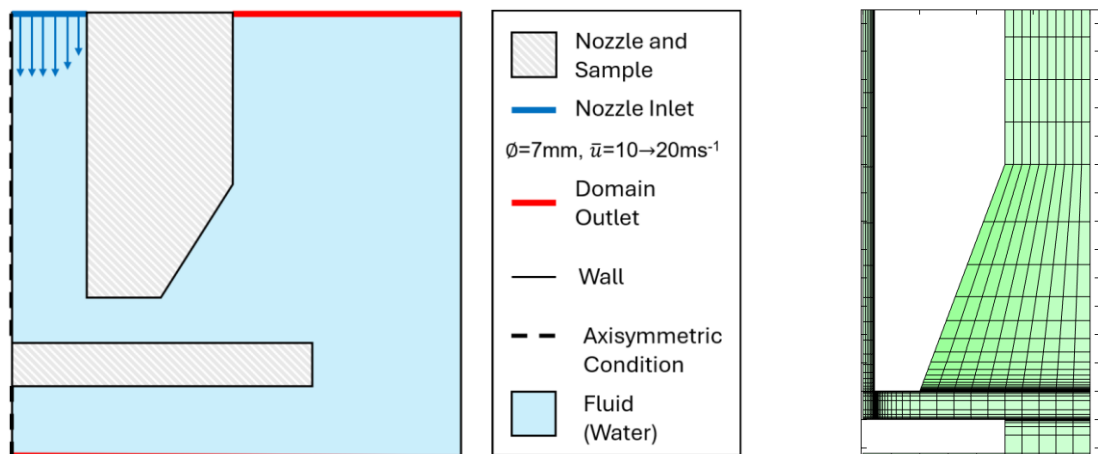 Nozzle and
Sample
Nozzle Inlet
Ø=7mm, u̅=10→20ms⁻¹
Domain
Outlet
Wall
Axisymmetric
Condition
Fluid
(Water)